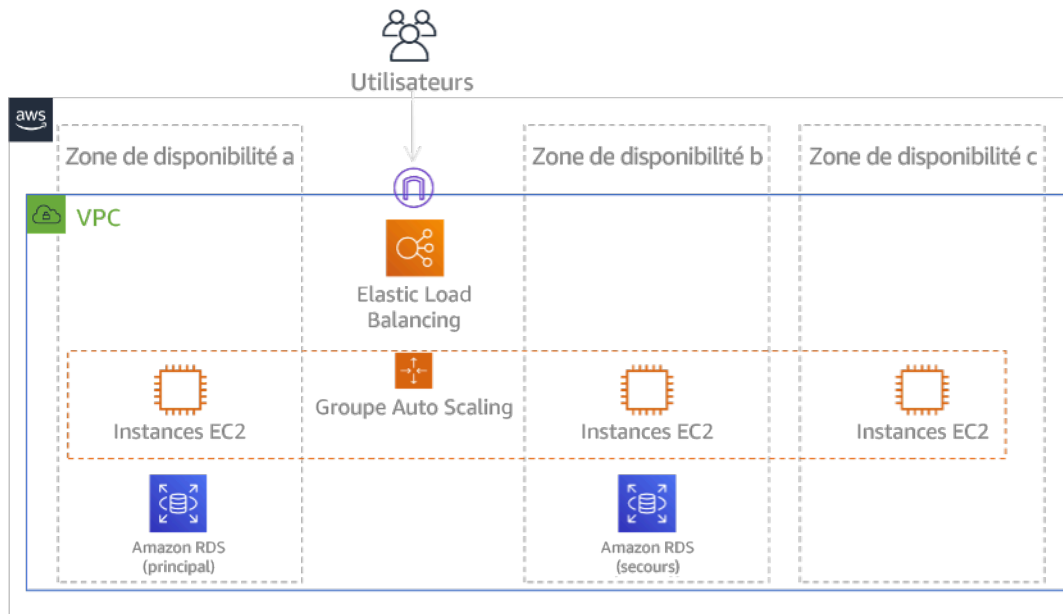 Utilisateurs
aws
Zone de disponibilité a
Zone de disponibilité b
Zone de disponibilité c
VPC
Elastic Load
Balancing
Groupe Auto Scaling
Instances EC2
Instances EC2
Instances EC2
Amazon RDS
(principal)
Amazon RDS
(secours)